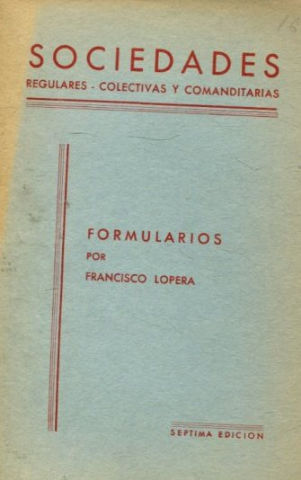 SOCIEDADES
REGULARES - COLECTIVAS Y COMANDITARIAS
FORMULARIOS
POR
FRANCISCO LOPERA
SEPTIMA EDICION